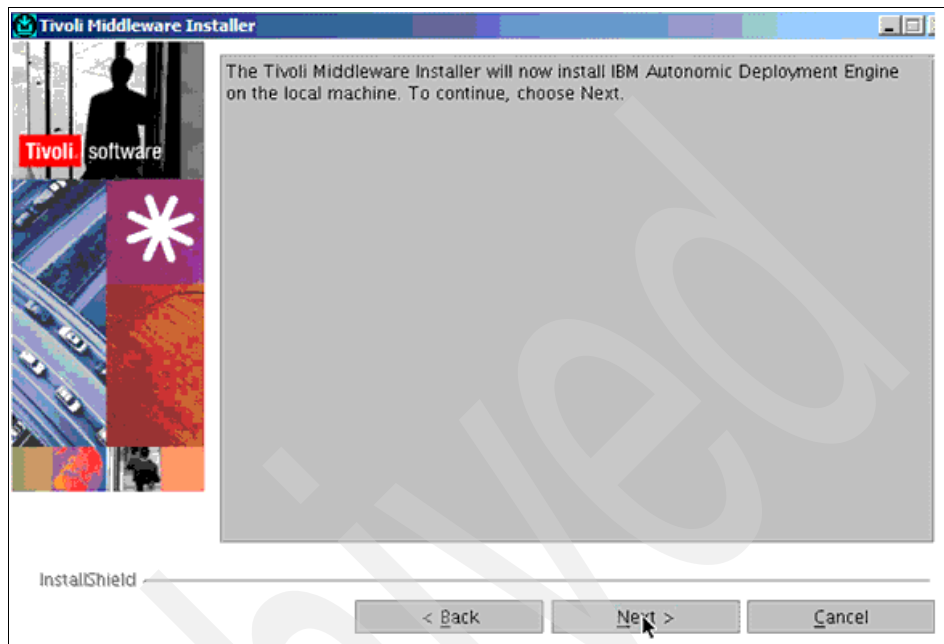 Tivoli Middleware Installer
The Tivoli Middleware Installer will now install IBM Autonomic Deployment Engine
on the local machine. To continue, choose Next.
Tivoli. software
InstallShield
< Back
Next >
Cancel